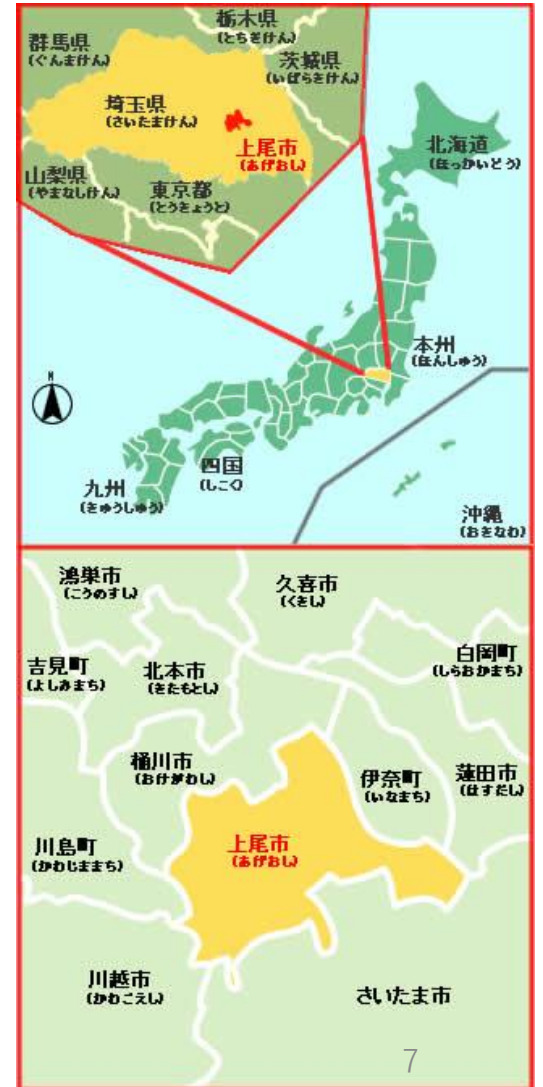 栃木県
(とちぎけん)
群馬県
(ぐんまけん)
茨城県
(いばらきけん)
埼玉県
(さいたまけん)
上尾市
(あげおし)
山梨県
(やまなしけん)
東京都
(とうきょうと)
北海道
(ほっかいどう)
本州
(ほんしゅう)
N
四国
(しこく)
九州
(きゅうしゅう)
沖縄
(おきなわ)
鴻巣市
(こうのすし)
久喜市
(くきし)
白岡町
(しらおかまち)
吉見町
(よしみまち)
北本市
(きたもとし)
桶川市
(おけがわし)
伊奈町
(いなまち)
蓮田市
(はすだし)
上尾市
(あげおし)
川島町
(かわじままち)
川越市
(かわごえし)
さいたま市
7